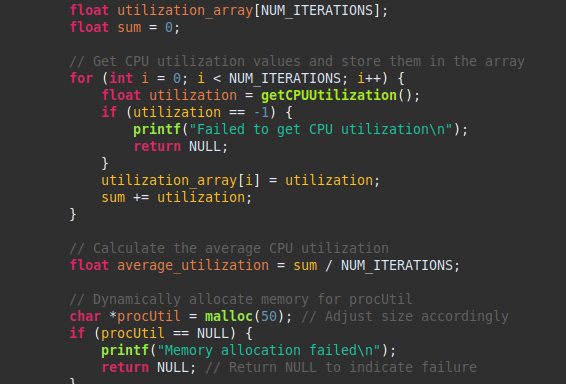 float utilization_array[NUM_ITERATIONS];
float sum = 0;
// Get CPU utilization values and store them in the array
for (int i = 0; i < NUM_ITERATIONS; i++) {
float utilization = getCPUUtilization();
if (utilization == -1) {
printf("Failed to get CPU utilization\n");
return NULL;
}
utilization_array[i] = utilization;
sum += utilization;
}
// Calculate the average CPU utilization
float average_utilization = sum / NUM_ITERATIONS;
// Dynamically allocate memory for procUtil
char *procUtil = malloc(50); // Adjust size accordingly
if (procUtil == NULL) {
printf("Memory allocation failed\n");
return NULL; // Return NULL to indicate failure
}